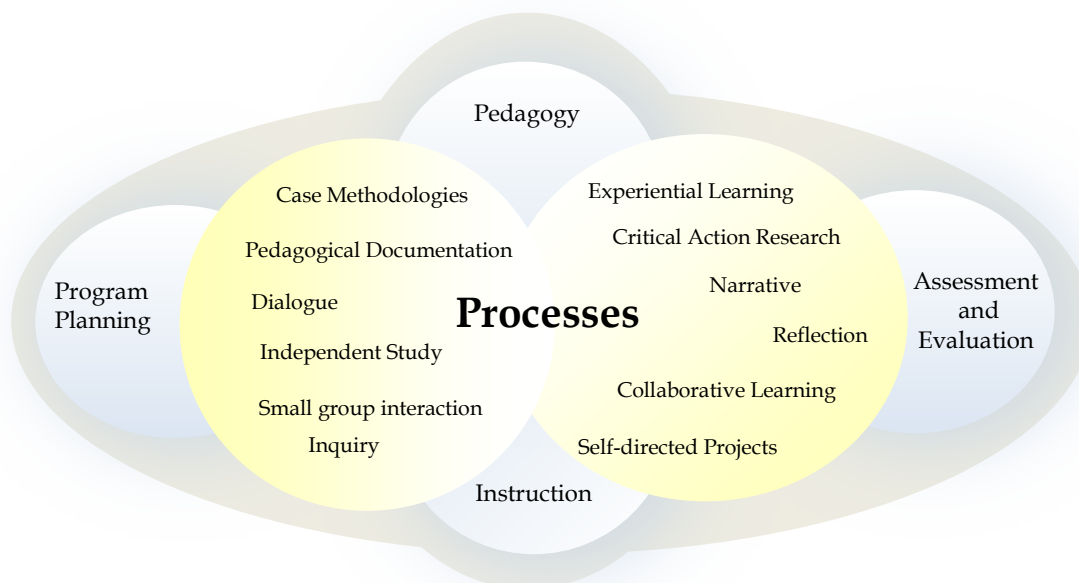 Pedagogy
Case Methodologies
Pedagogical Documentation
Dialogue
Independent Study
Small group interaction
Inquiry
Experiential Learning
Critical Action Research
Narrative
Reflection
Collaborative Learning
Self-directed Projects
Program
Planning
Processes
Assessment
and
Evaluation
Instruction